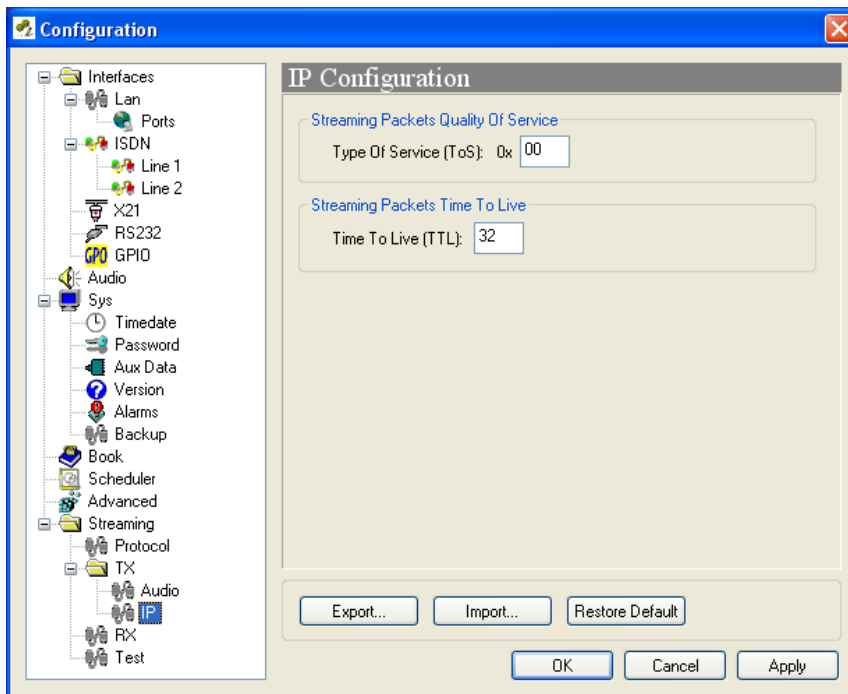 Configuration
Interfaces
Lan
Ports
ISDN
Line 1
Line 2
X21
RS232
GPO GPIO
Audio
Sys
Timedate
Password
Aux Data
Version
Alarms
Backup
Book
Scheduler
Advanced
Streaming
Protocol
TX
Audio
IP
RX
Test
IP Configuration
Streaming Packets Quality Of Service
Type Of Service (ToS): 0x 00
Streaming Packets Time To Live
Time To Live (TTL): 32
Export... Import... Restore Default
OK Cancel Apply